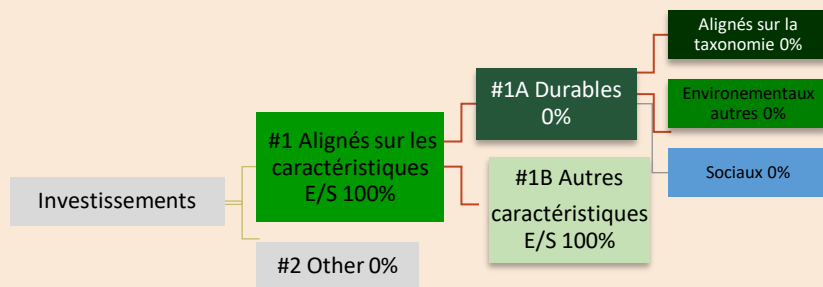 Investissements
#1 Alignés sur les
caractéristiques
E/S 100%
#2 Other 0%
#1A Durables
0%
#1B Autres
caractéristiques
E/S 100%
Alignés sur la
taxonomie 0%
Environementaux
autres 0%
Sociaux 0%